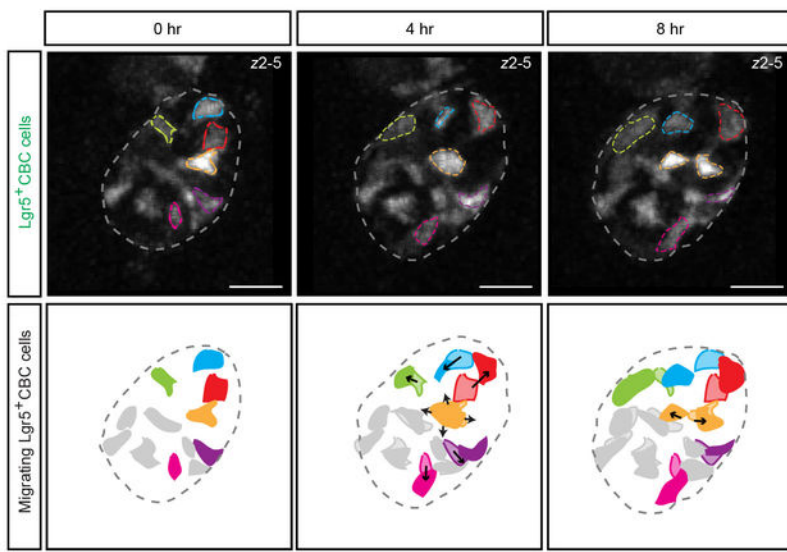 0 hr
4 hr
8 hr
Lgr5+ CBC cells
z2-5
z2-5
z2-5
Migrating Lgr5+ CBC cells